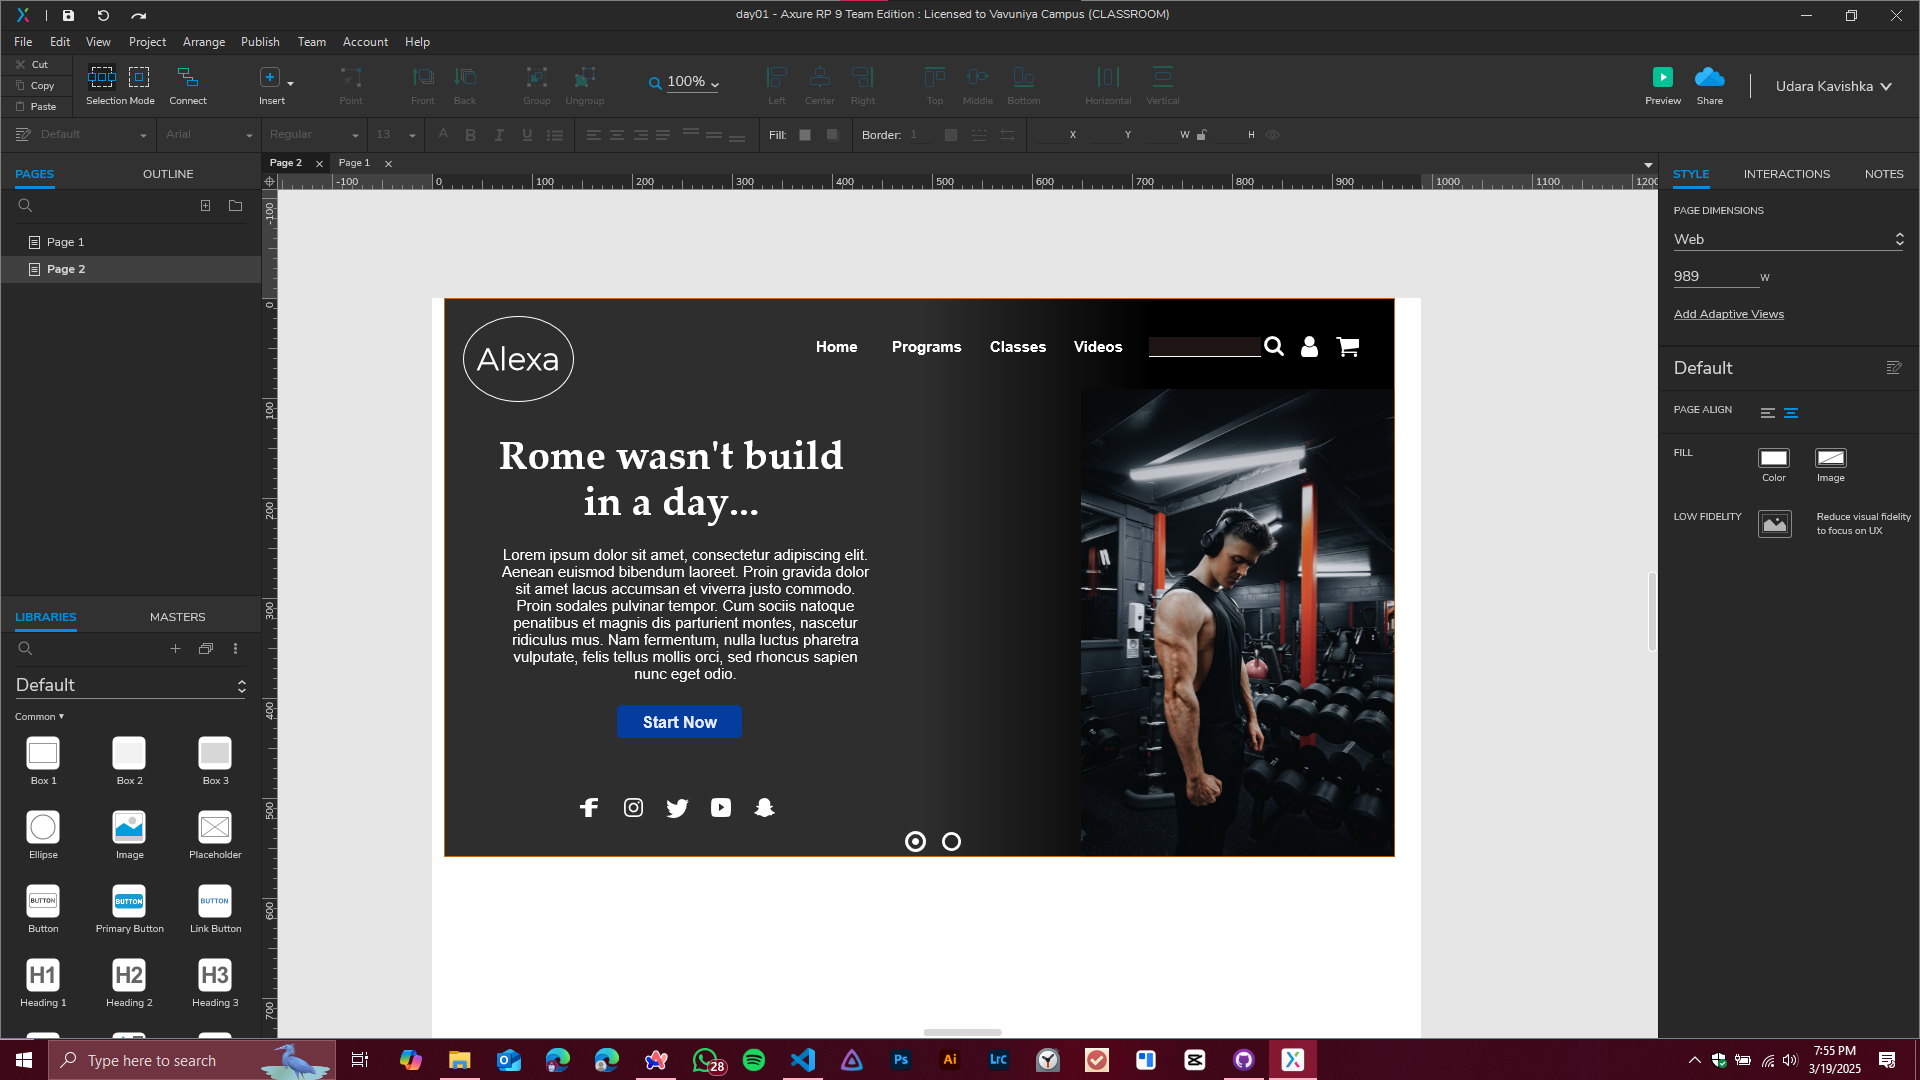 day01 - Axure RP 9 Team Edition : Licensed to Vavuniya Campus (CLASSROOM)
File Edit View Project Arrange Publish Team Account Help
Cut
Copy
Paste
Selection Mode Connect Insert Point Front Back Group Ungroup
100%
Left Center Right Top Middle Bottom Horizontal Vertical
Preview Share
Udara Kavishka
Default Arial Regular 13
Fill: Border: 1 X Y W H
PAGES OUTLINE
Page 2 Page 1
-100 0 100 200 300 400 500 600 700 800 900 1000 1100 1200
-100
0
100
200
300
400
500
600
700
Page 1
Page 2
LIBRARIES MASTERS
Default
Common
Box 1 Box 2 Box 3
Ellipse Image Placeholder
BUTTON BUTTON BUTTON
Button Primary Button Link Button
H1 H2 H3
Heading 1 Heading 2 Heading 3
Alexa
Home Programs Classes Videos
Rome wasn't build
in a day...
Lorem ipsum dolor sit amet, consectetur adipiscing elit.
Aenean euismod bibendum laoreet. Proin gravida dolor
sit amet lacus accumsan et viverra justo commodo.
Proin sodales pulvinar tempor. Cum sociis natoque
penatibus et magnis dis parturient montes, nascetur
ridiculus mus. Nam fermentum, nulla luctus pharetra
vulputate, felis tellus mollis orci, sed rhoncus sapien
nunc eget odio.
Start Now
STYLE INTERACTIONS NOTES
PAGE DIMENSIONS
Web
989 W
Add Adaptive Views
Default
PAGE ALIGN
FILL
Color Image
LOW FIDELITY
Reduce visual fidelity
to focus on UX
Type here to search
28
Ps Ai Lrc
7:55 PM
3/19/2025